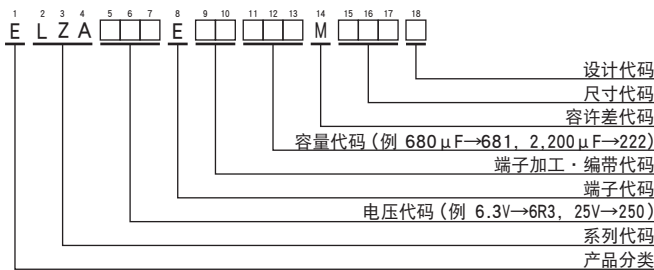 1 2 3 4 5 6 7 8 9 10 11 12 13 14 15 16 17 18
E L Z A □□□ E □□ □□□ M □□□ □
设计代码
尺寸代码
容许差代码
容量代码(例 680μF→681, 2,200μF→222)
端子加工・编带代码
端子代码
电压代码(例 6.3V→6R3, 25V→250)
系列代码
产品分类